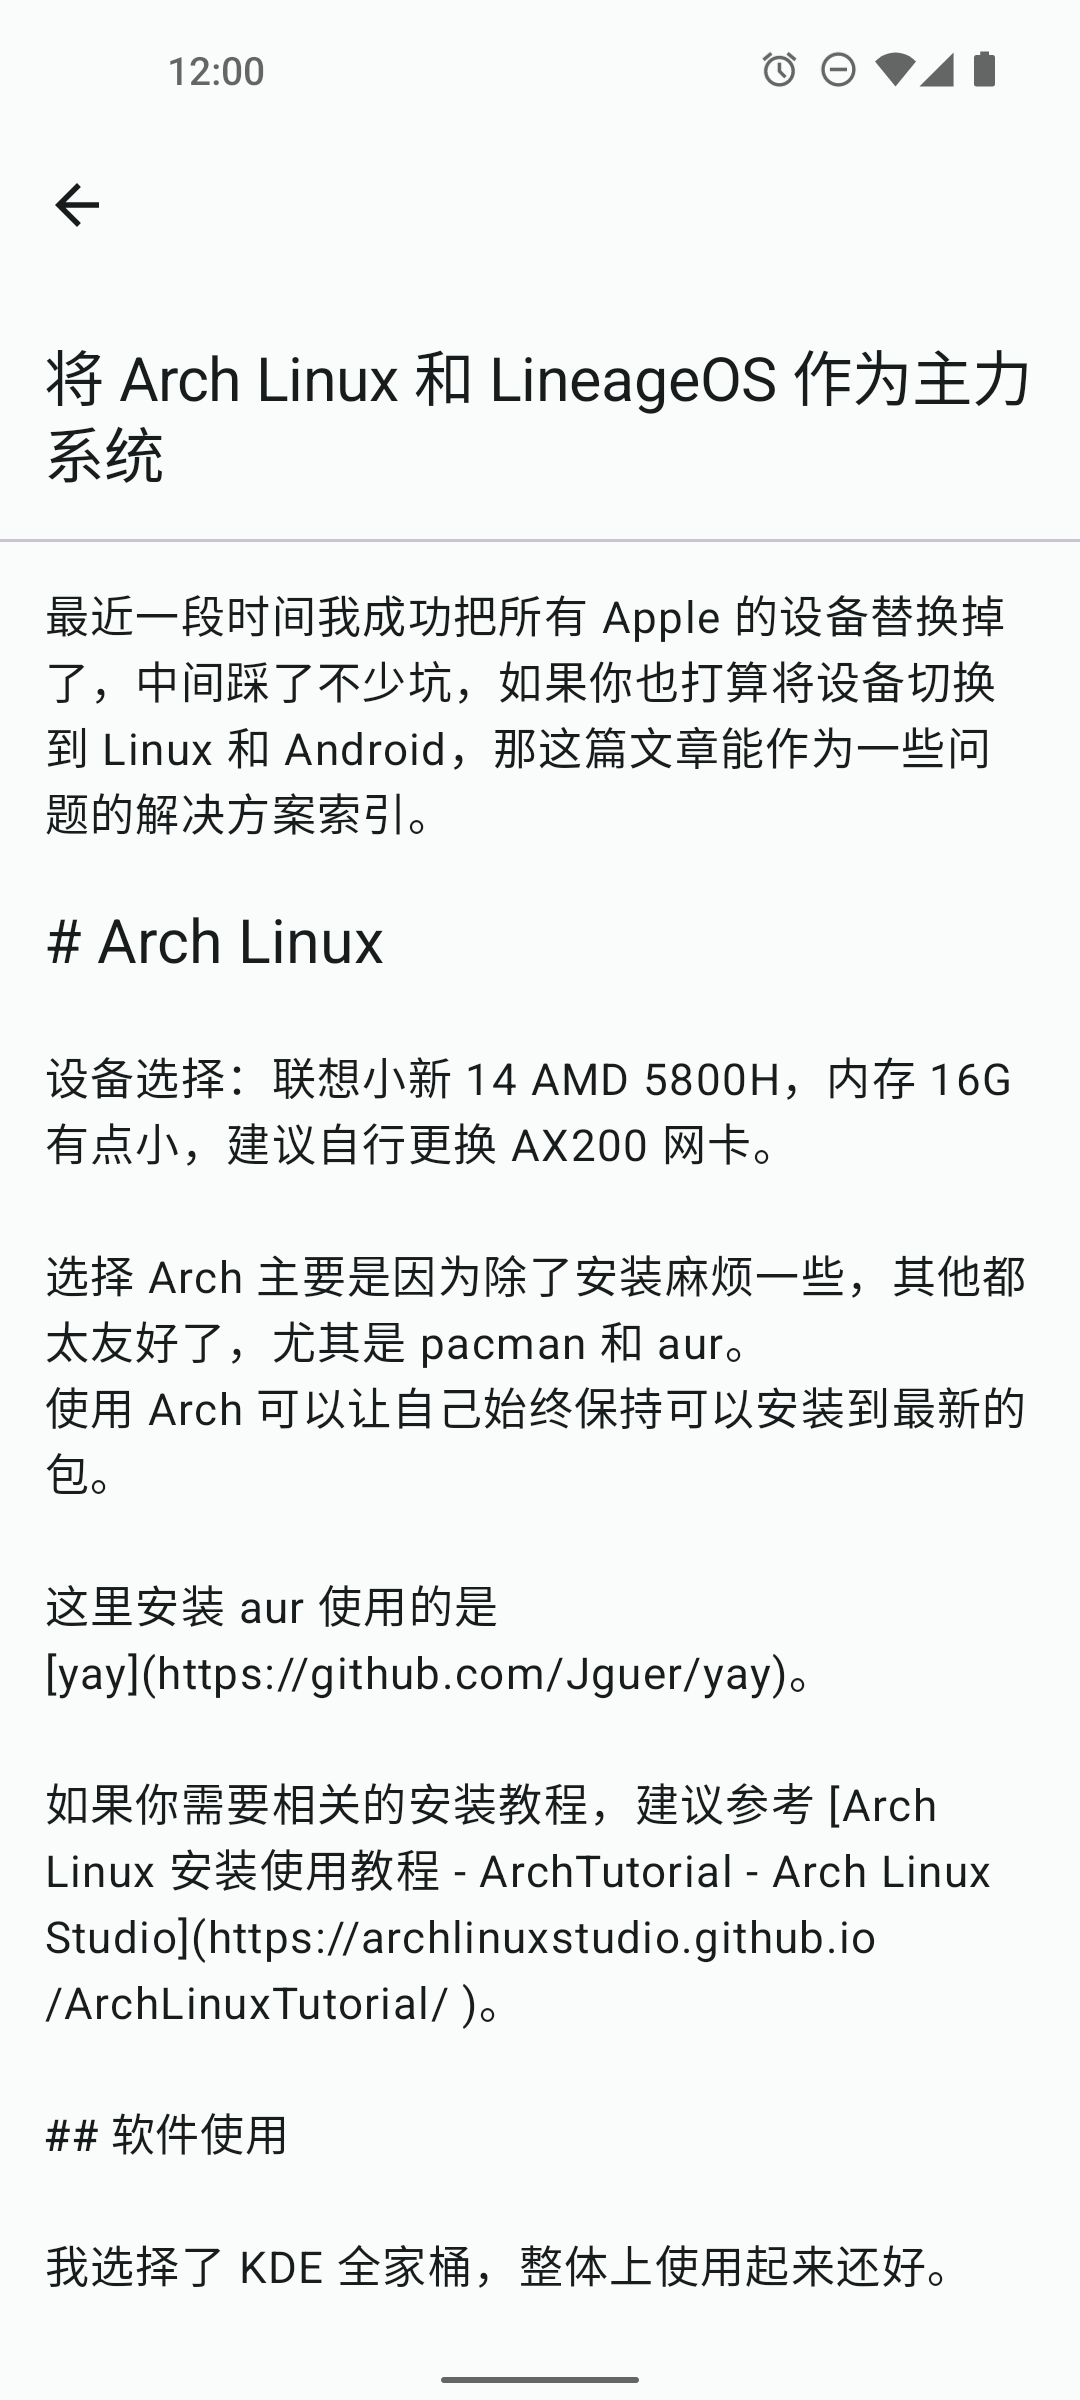 12:00
将 Arch Linux 和 LineageOS 作为主力
系统
最近一段时间我成功把所有 Apple 的设备替换掉
了，中间踩了不少坑，如果你也打算将设备切换
到 Linux 和 Android，那这篇文章能作为一些问
题的解决方案索引。
# Arch Linux
设备选择：联想小新 14 AMD 5800H，内存 16G
有点小，建议自行更换 AX200 网卡。
选择 Arch 主要是因为除了安装麻烦一些，其他都
太友好了，尤其是 pacman 和 aur。
使用 Arch 可以让自己始终保持可以安装到最新的
包。
这里安装 aur 使用的是
[yay](https://github.com/Jguer/yay)。
如果你需要相关的安装教程，建议参考 [Arch
Linux 安装使用教程 - ArchTutorial - Arch Linux
Studio](https://archlinuxstudio.github.io
/ArchLinuxTutorial/ )。
## 软件使用
我选择了 KDE 全家桶，整体上使用起来还好。